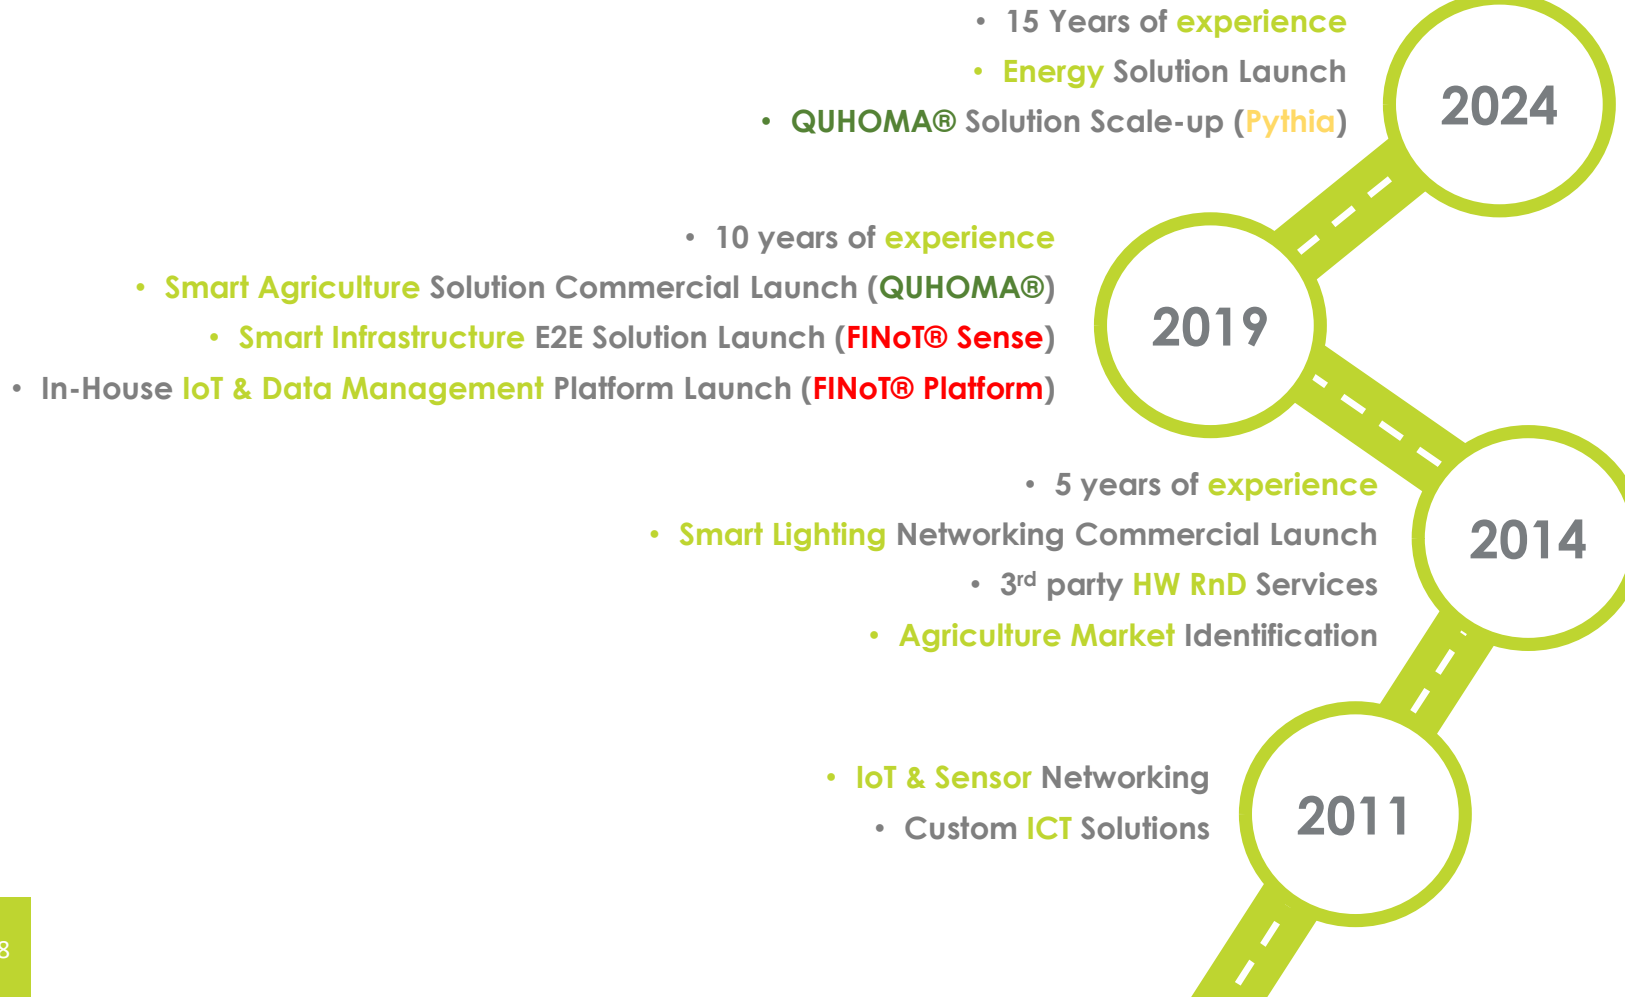 • 15 Years of experience
• Energy Solution Launch
• QUHOMA® Solution Scale-up (Pythia)
2024
• 10 years of experience
• Smart Agriculture Solution Commercial Launch (QUHOMA®)
• Smart Infrastructure E2E Solution Launch (FINoT® Sense)
• In-House IoT & Data Management Platform Launch (FINoT® Platform)
2019
• 5 years of experience
• Smart Lighting Networking Commercial Launch
• 3rd party HW RnD Services
• Agriculture Market Identification
2014
• IoT & Sensor Networking
• Custom ICT Solutions
2011
8